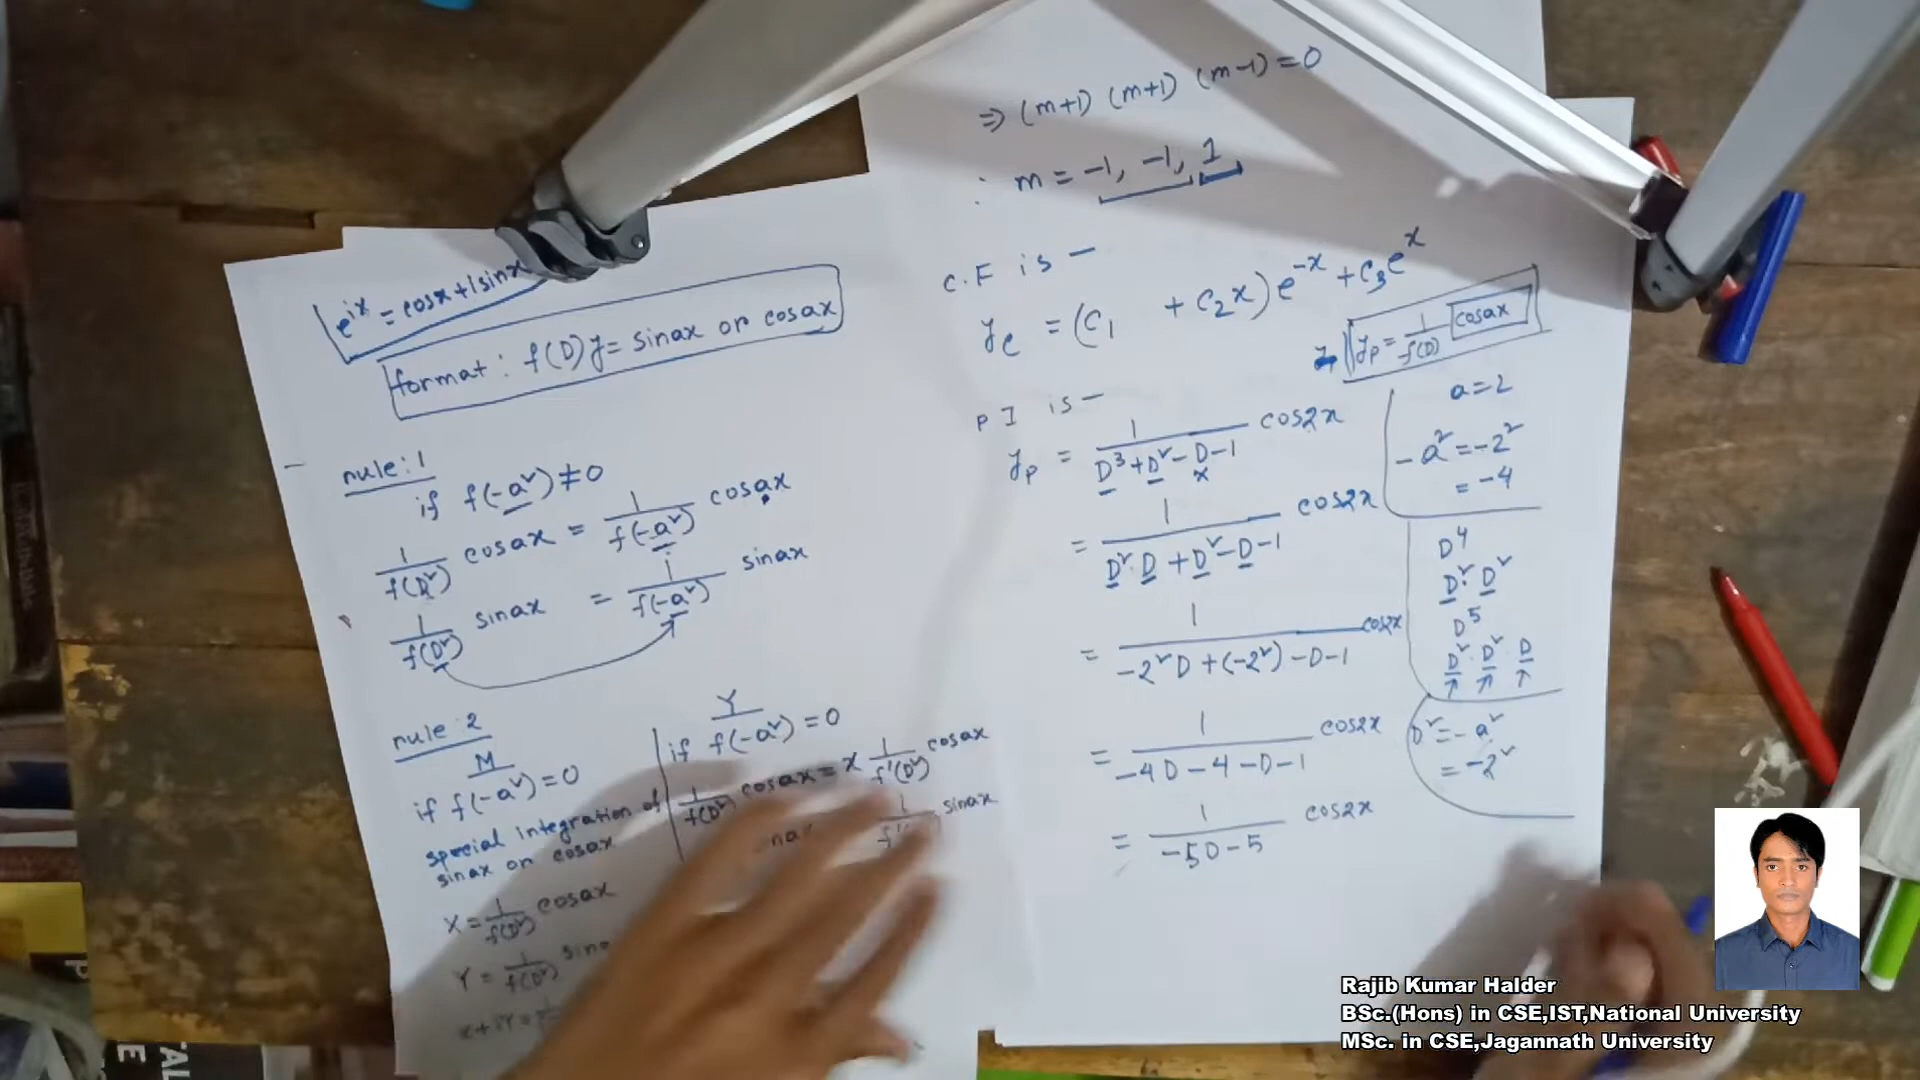 e^{ix} = cosx+isinx
format : f(D)y = sinax or cosax
rule:1
if f(-a²)≠0
1/f(D²) cosax = 1/f(-a²) cosax
1/f(D²) sinax = 1/f(-a²) sinax
rule:2
M
if f(-a²)=0
special integration of
sinax or cosax
X = 1/f(D²) cosax
Y = 1/f(D²)
Y
if f(-a²) = 0
1/f(D²) cosax = x 1/f'(D²) cosax
sinax
⇒ (m+1) (m+1) (m-1) = 0
∴ m = -1, -1, 1
C.F is —
y_c = (c₁ + c₂x) e^{-x} + c₃e^{x}
y_p = 1/f(D) cosax
P I is —
y_p = 1/(D³+D²-D-1) cos2x
= 1/(D²·D+D²-D-1) cos2x
= 1/(-2²D+(-2²)-D-1) cos2x
= 1/(-4D-4-D-1) cos2x
= 1/(-5D-5) cos2x
a=2
-a² = -2²
= -4
D⁴
D²·D²
D⁵
D²·D²·D
↑ ↑ ↑
D² = -a²
= -2²
Rajib Kumar Halder
BSc.(Hons) in CSE,IST,National University
MSc. in CSE,Jagannath University